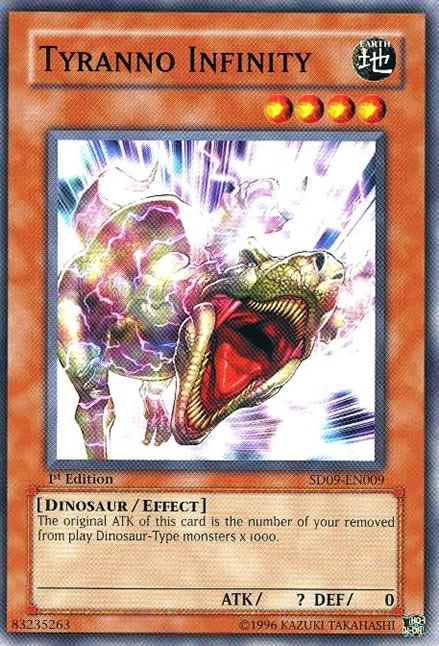 TYRANNO INFINITY
EARTH
地
1st Edition
SD09-EN009
[DINOSAUR/EFFECT]
The original ATK of this card is the number of your removed
from play Dinosaur-Type monsters x 1000.
ATK/ ? DEF/ 0
83235263
©1996 KAZUKI TAKAHASHI